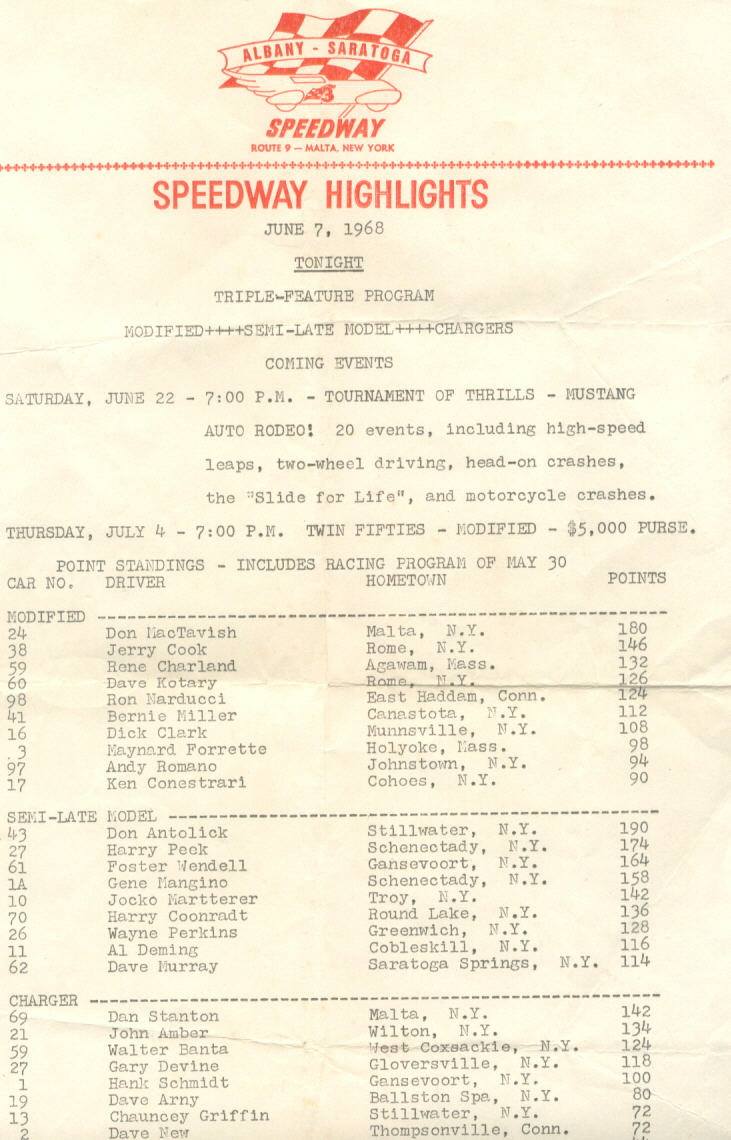 ALBANY - SARATOGA
SPEEDWAY
ROUTE 9 — MALTA, NEW YORK
SPEEDWAY HIGHLIGHTS
JUNE 7, 1968
TONIGHT
TRIPLE-FEATURE PROGRAM
MODIFIED++++SEMI-LATE MODEL++++CHARGERS
COMING EVENTS
SATURDAY, JUNE 22 - 7:00 P.M. - TOURNAMENT OF THRILLS - MUSTANG
AUTO RODEO! 20 events, including high-speed
leaps, two-wheel driving, head-on crashes,
the "Slide for Life", and motorcycle crashes.
THURSDAY, JULY 4 - 7:00 P.M. TWIN FIFTIES - MODIFIED - $5,000 PURSE.
POINT STANDINGS - INCLUDES RACING PROGRAM OF MAY 30
CAR NO. DRIVER HOMETOWN POINTS
MODIFIED
24 Don MacTavish Malta, N.Y. 180
38 Jerry Cook Rome, N.Y. 146
59 Rene Charland Agawam, Mass. 132
60 Dave Kotary Rome, N.Y. 126
98 Ron Narducci East Haddam, Conn. 124
41 Bernie Miller Canastota, N.Y. 112
16 Dick Clark Munnsville, N.Y. 108
3 Maynard Forrette Holyoke, Mass. 98
97 Andy Romano Johnstown, N.Y. 94
17 Ken Conestrari Cohoes, N.Y. 90
SEMI-LATE MODEL
43 Don Antolick Stillwater, N.Y. 190
27 Harry Peek Schenectady, N.Y. 174
61 Foster Wendell Gansevoort, N.Y. 164
1A Gene Mangino Schenectady, N.Y. 158
10 Jocko Martterer Troy, N.Y. 142
70 Harry Coonradt Round Lake, N.Y. 136
26 Wayne Perkins Greenwich, N.Y. 128
11 Al Deming Cobleskill, N.Y. 116
62 Dave Murray Saratoga Springs, N.Y. 114
CHARGER
69 Dan Stanton Malta, N.Y. 142
21 John Amber Wilton, N.Y. 134
59 Walter Banta West Coxsackie, N.Y. 124
27 Gary Devine Gloversville, N.Y. 118
1 Hank Schmidt Gansevoort, N.Y. 100
19 Dave Arny Ballston Spa, N.Y. 80
13 Chauncey Griffin Stillwater, N.Y. 72
2 Dave New Thompsonville, Conn. 72